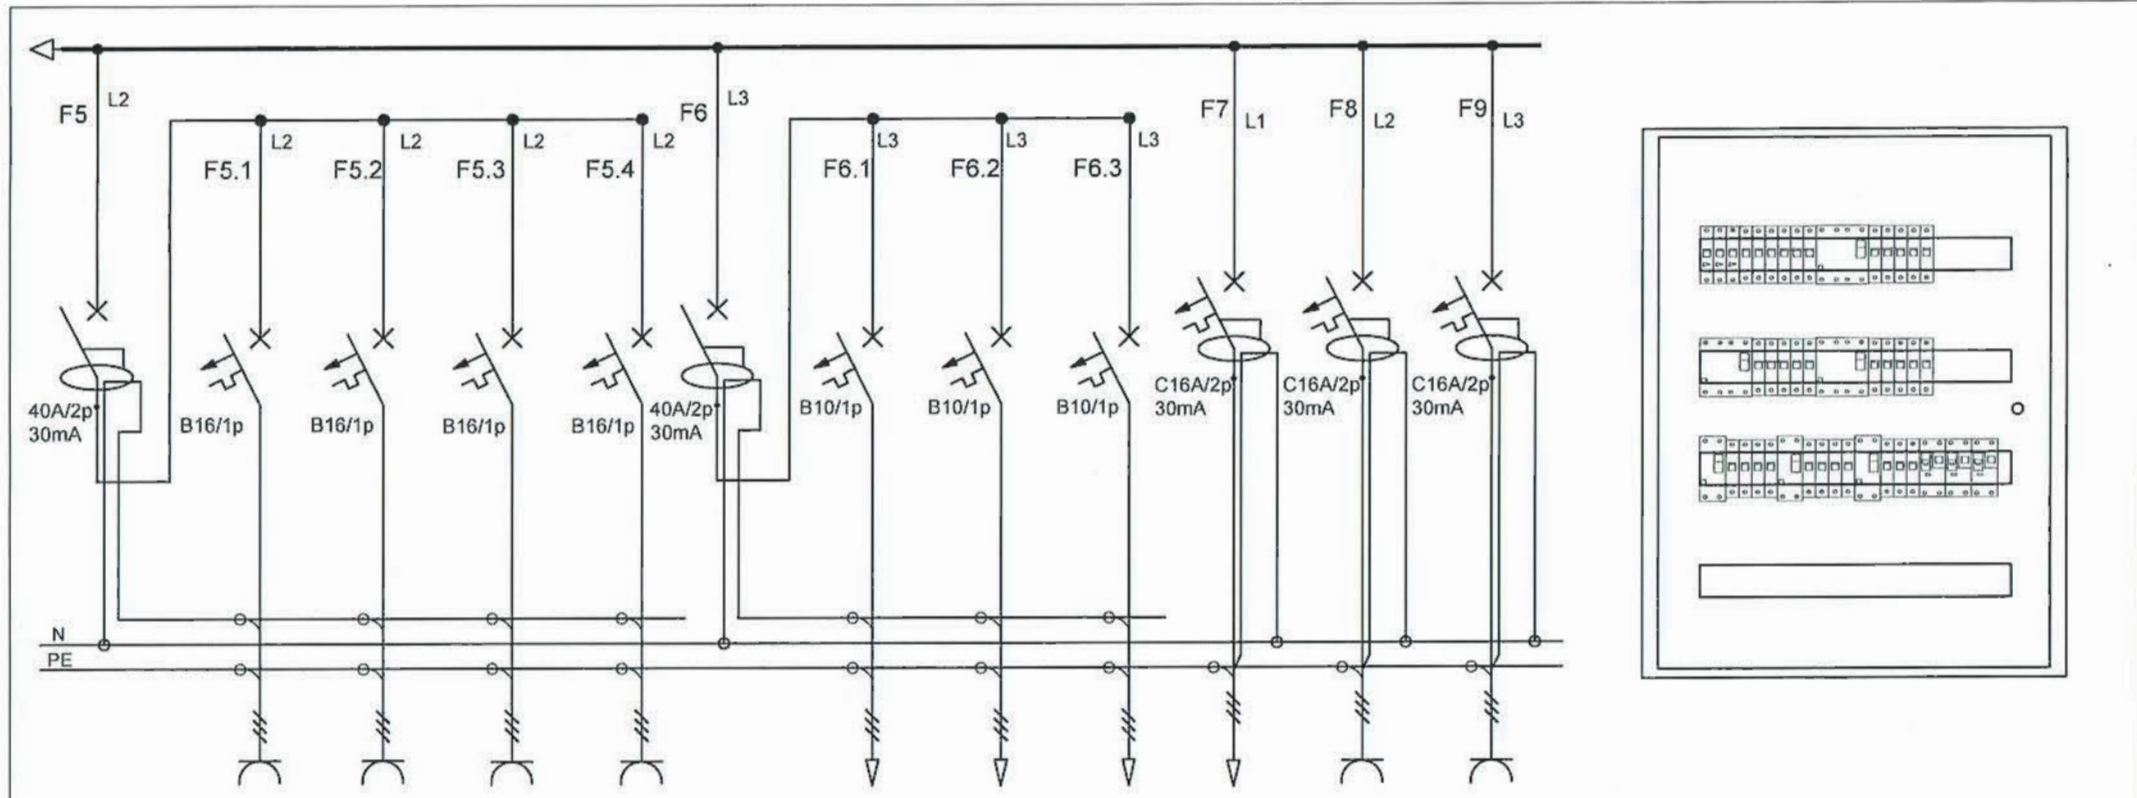 F5
L2
L2
F5.1
L2
F5.2
L2
F5.3
L2
F5.4
F6
L3
L3
F6.1
L3
F6.2
L3
F6.3
F7
L1
F8
L2
F9
L3
40A/2p
30mA
B16/1p
B16/1p
B16/1p
B16/1p
40A/2p
30mA
B10/1p
B10/1p
B10/1p
C16A/2p
30mA
C16A/2p
30mA
C16A/2p
30mA
N
PE